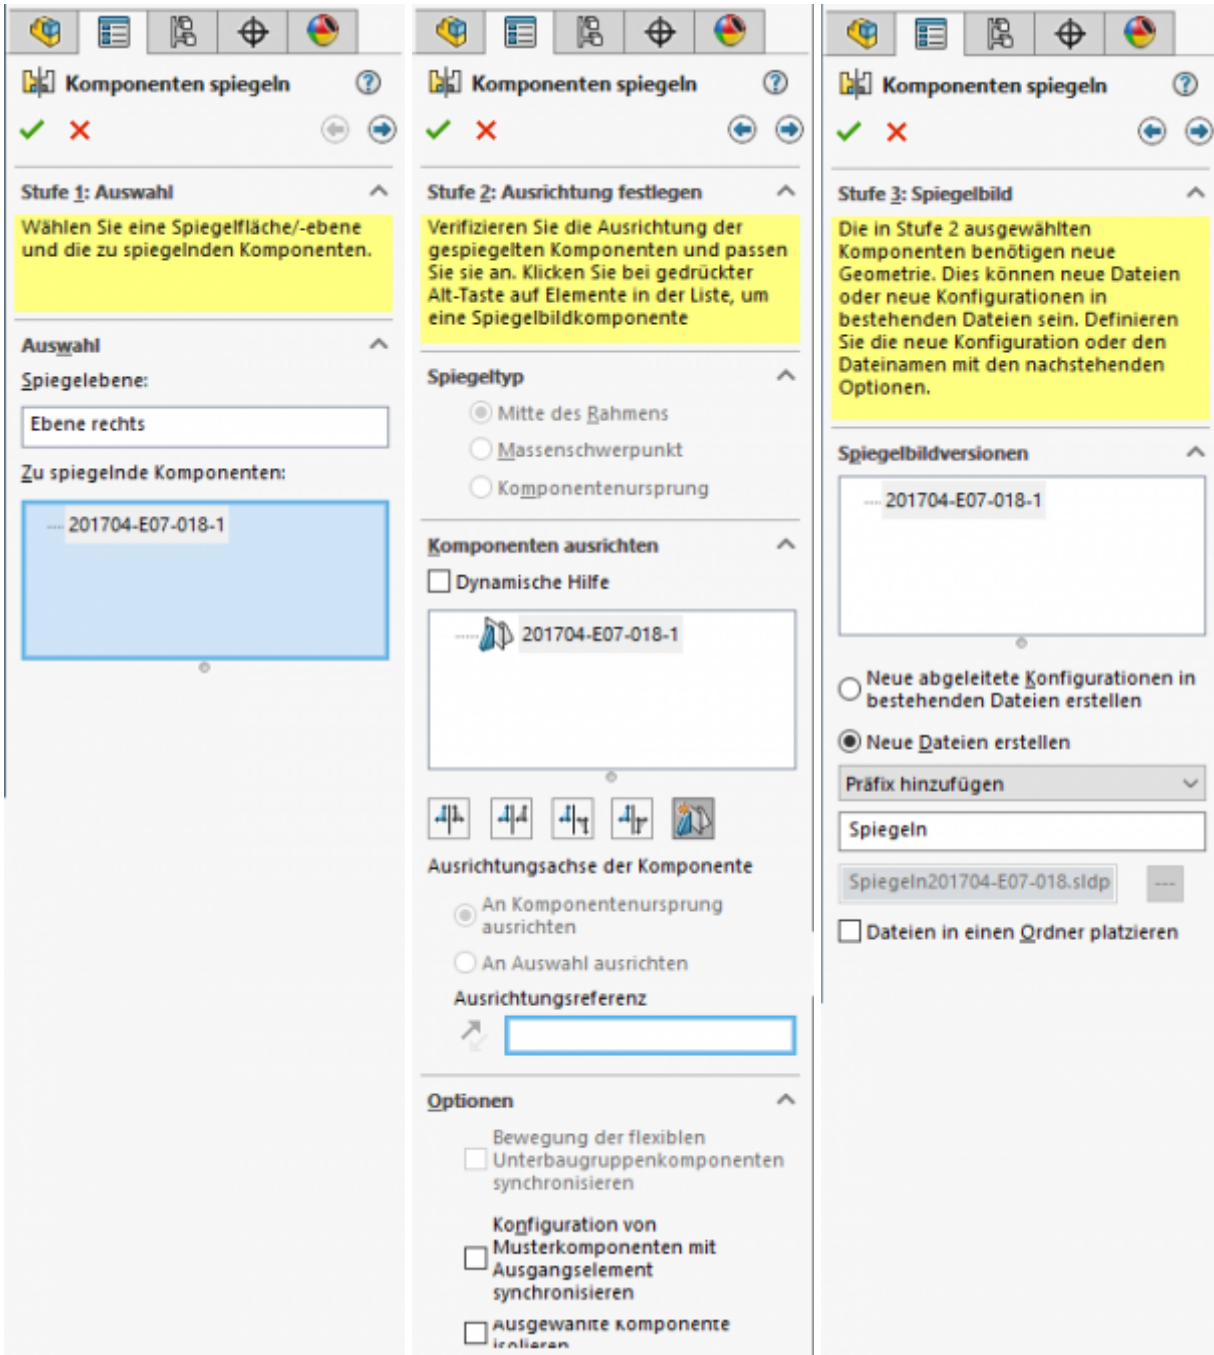 Komponenten spiegeln
Stufe 1: Auswahl
Wählen Sie eine Spiegelfläche/-ebene
und die zu spiegelnden Komponenten.
Auswahl
Spiegelebene:
Ebene rechts
Zu spiegelnde Komponenten:
201704-E07-018-1
Komponenten spiegeln
Stufe 2: Ausrichtung festlegen
Verifizieren Sie die Ausrichtung der
gespiegelten Komponenten und passen
Sie sie an. Klicken Sie bei gedrückter
Alt-Taste auf Elemente in der Liste, um
eine Spiegelbildkomponente
Spiegeltyp
Mitte des Rahmens
Massenschwerpunkt
Komponentenursprung
Komponenten ausrichten
Dynamische Hilfe
201704-E07-018-1
Ausrichtungsachse der Komponente
An Komponentenursprung
ausrichten
An Auswahl ausrichten
Ausrichtungsreferenz
Optionen
Bewegung der flexiblen
Unterbaugruppenkomponenten
synchronisieren
Konfiguration von
Musterkomponenten mit
Ausgangselement
synchronisieren
Ausgewählte Komponente
isolieren
Komponenten spiegeln
Stufe 3: Spiegelbild
Die in Stufe 2 ausgewählten
Komponenten benötigen neue
Geometrie. Dies können neue Dateien
oder neue Konfigurationen in
bestehenden Dateien sein. Definieren
Sie die neue Konfiguration oder den
Dateinamen mit den nachstehenden
Optionen.
Spiegelbildversionen
201704-E07-018-1
Neue abgeleitete Konfigurationen in
bestehenden Dateien erstellen
Neue Dateien erstellen
Präfix hinzufügen
Spiegeln
Spiegeln201704-E07-018.sldp
...
Dateien in einen Ordner platzieren